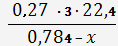 0,27 · 3 · 22,4
0,784 – x